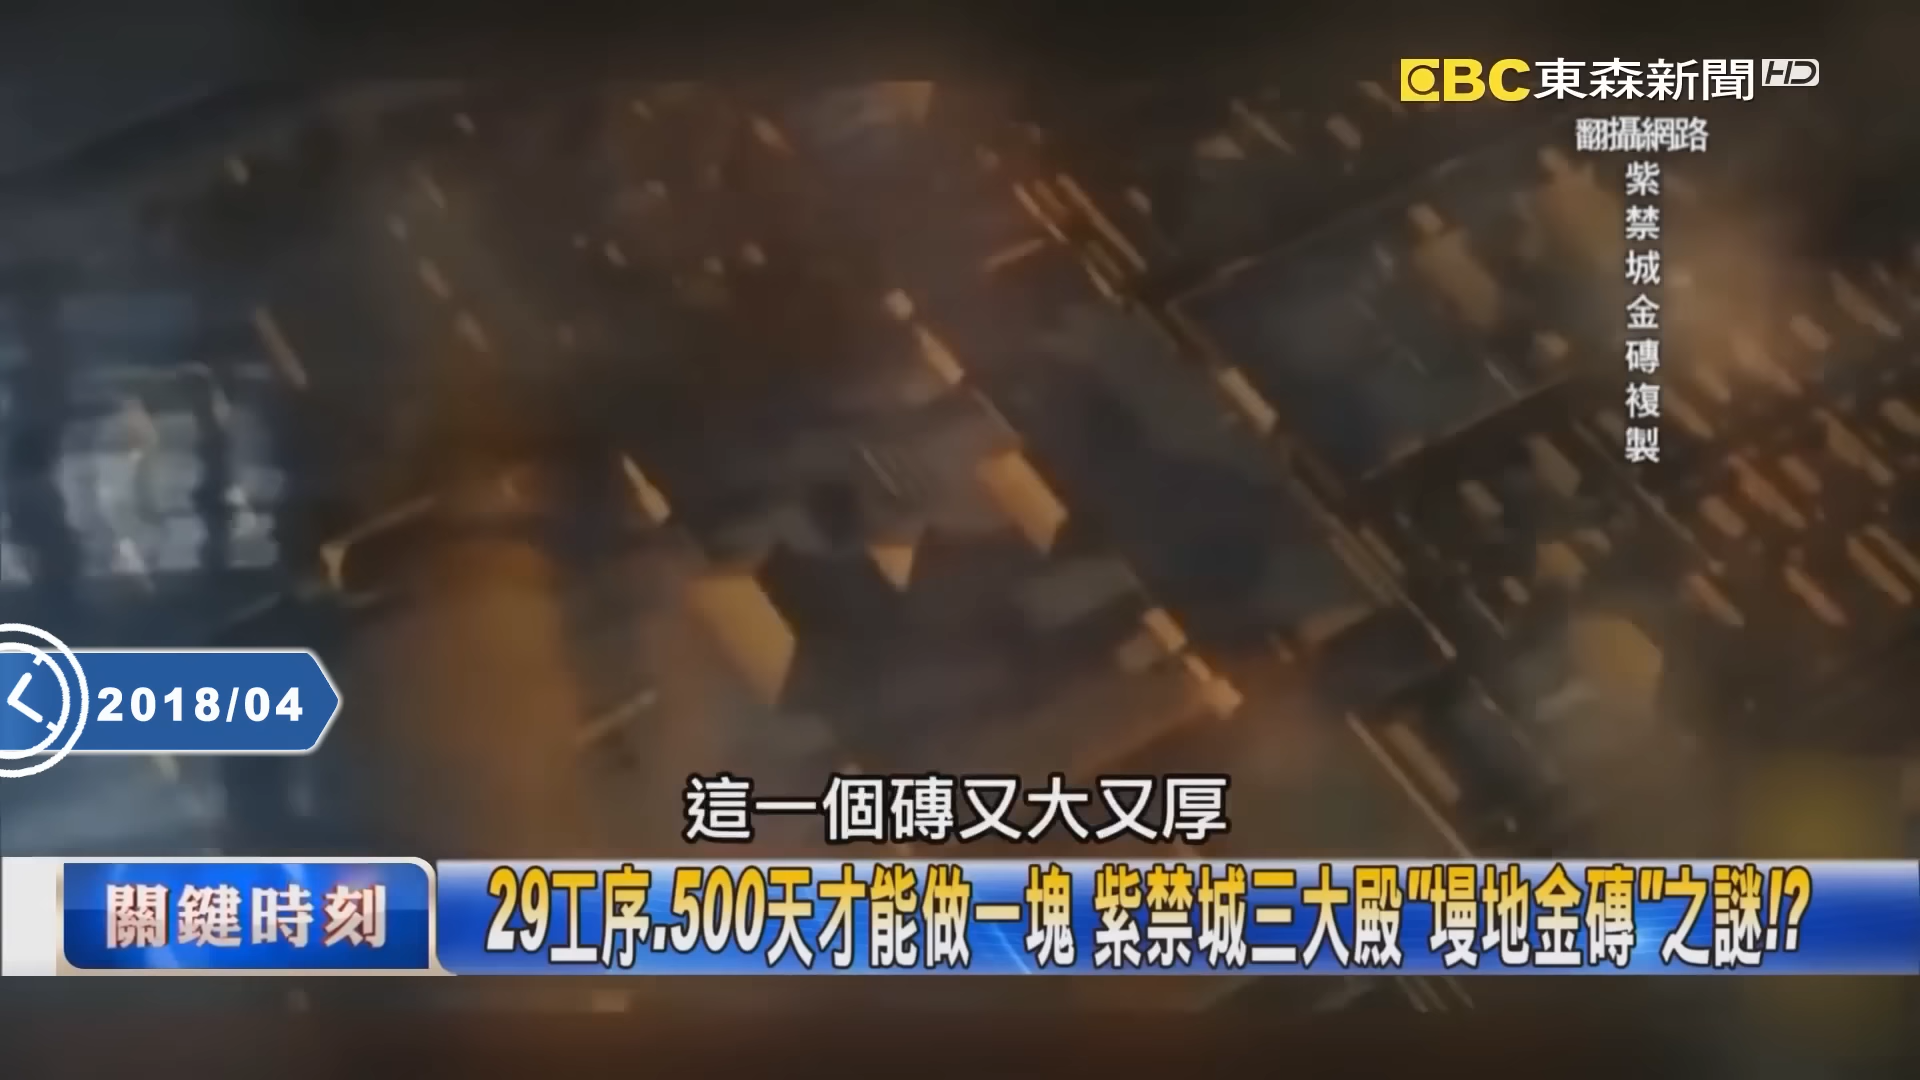 EBC東森新聞HD
翻攝網路
紫禁城金磚複製
2018/04
這一個磚又大又厚
關鍵時刻
29工序.500天才能做一塊 紫禁城三大殿"墁地金磚"之謎!?